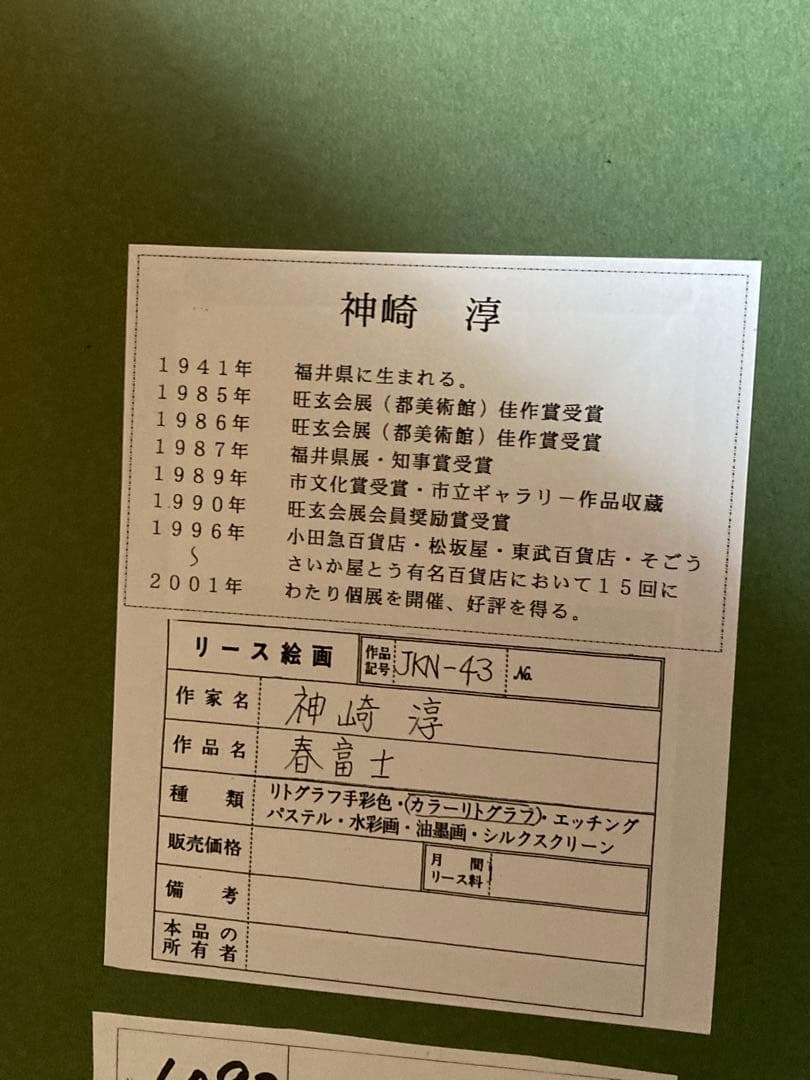 神崎 淳
1941年 福井県に生まれる。
1985年 旺玄会展(都美術館)佳作賞受賞
1986年 旺玄会展(都美術館)佳作賞受賞
1987年 福井県展・知事賞受賞
1989年 市文化賞受賞・市立ギャラリー作品収蔵
1990年 旺玄会展会員奨励賞受賞
1996年 小田急百貨店・松坂屋・東武百貨店・そごう
〜 さいか屋とう有名百貨店において15回に
2001年 わたり個展を開催、好評を得る。
リース絵画 作品記号 JKN-43 No.
作家名 神崎 淳
作品名 春富士
種類 リトグラフ手彩色・(カラーリトグラフ)・エッチング
パステル・水彩画・油墨画・シルクスクリーン
販売価格 月間リース料
備考
本品の所有者